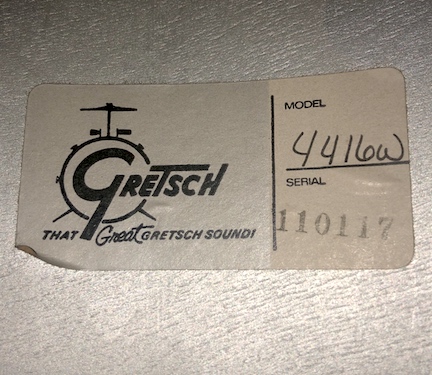 GRETSCH
THAT Great GRETSCH SOUND!
MODEL
4416W
SERIAL
110117